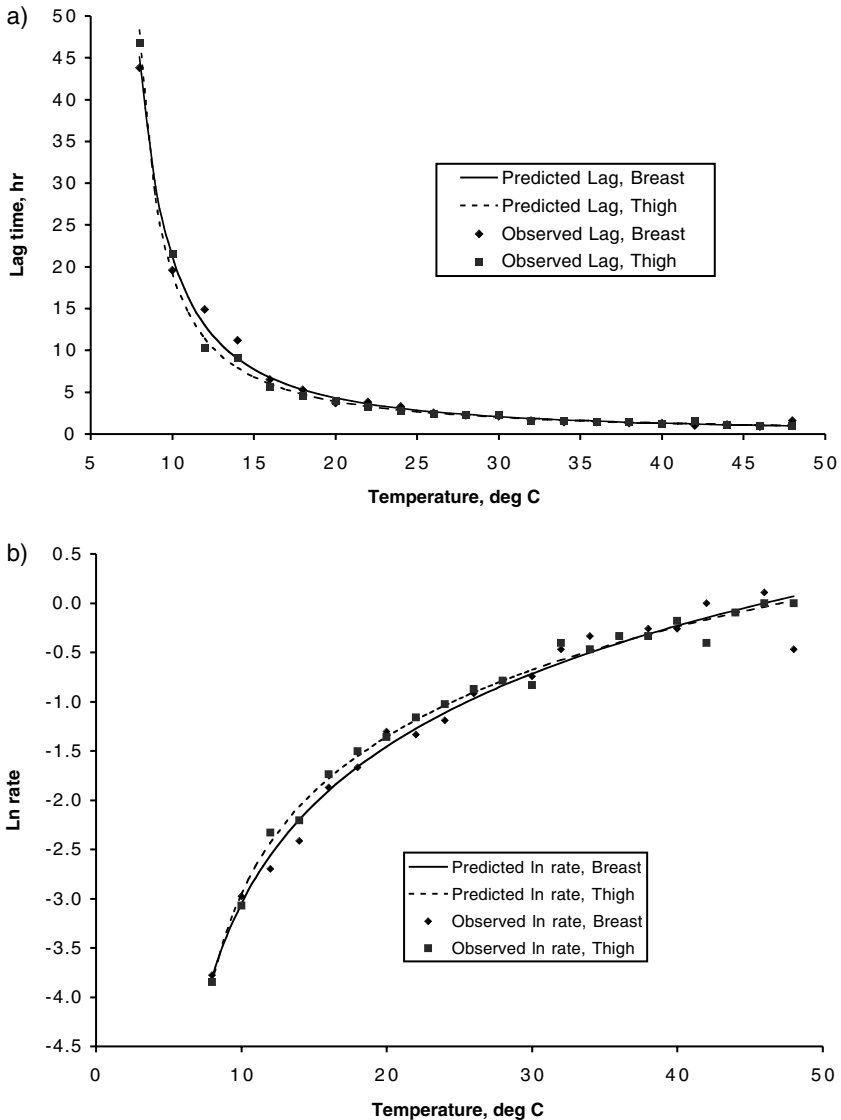 a)
50
45
40
35
30
25
20
15
10
5
0
Lag time, hr
Predicted Lag, Breast
Predicted Lag, Thigh
Observed Lag, Breast
Observed Lag, Thigh
5 10 15 20 25 30 35 40 45 50
Temperature, deg C
b)
0.5
0.0
-0.5
-1.0
-1.5
-2.0
-2.5
-3.0
-3.5
-4.0
-4.5
Ln rate
Predicted ln rate, Breast
Predicted ln rate, Thigh
Observed ln rate, Breast
Observed ln rate, Thigh
0 10 20 30 40 50
Temperature, deg C